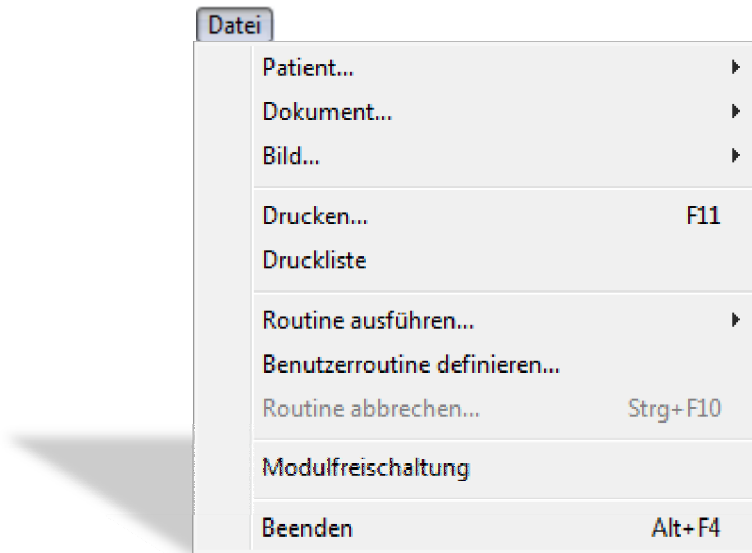 Datei
Patient...
Dokument...
Bild...
Drucken... F11
Druckliste
Routine ausführen...
Benutzerroutine definieren...
Routine abbrechen... Strg+F10
Modulfreischaltung
Beenden Alt+F4